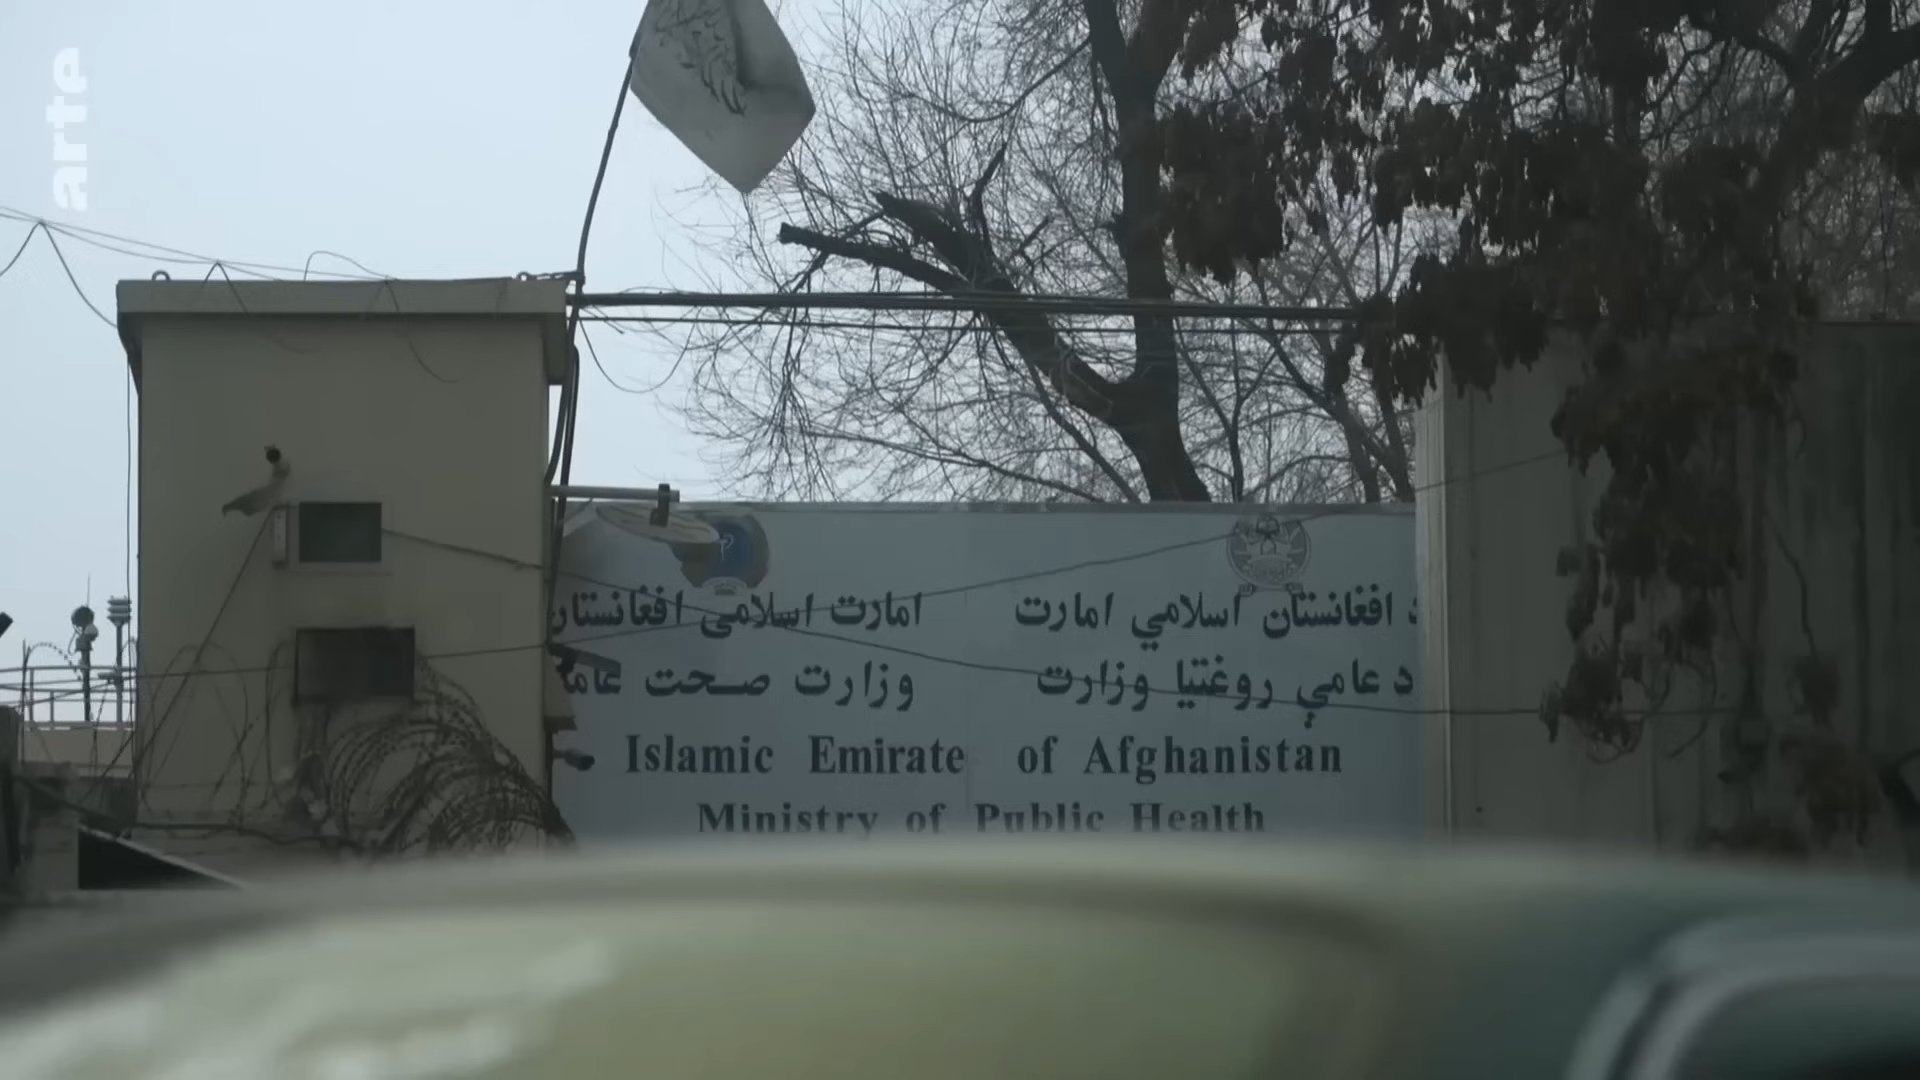 arte
د افغانستان اسلامي امارت
امارت اسلامی افغانستان
د عامې روغتیا وزارت
وزارت صحت عامه
Islamic Emirate of Afghanistan
Ministry of Public Health